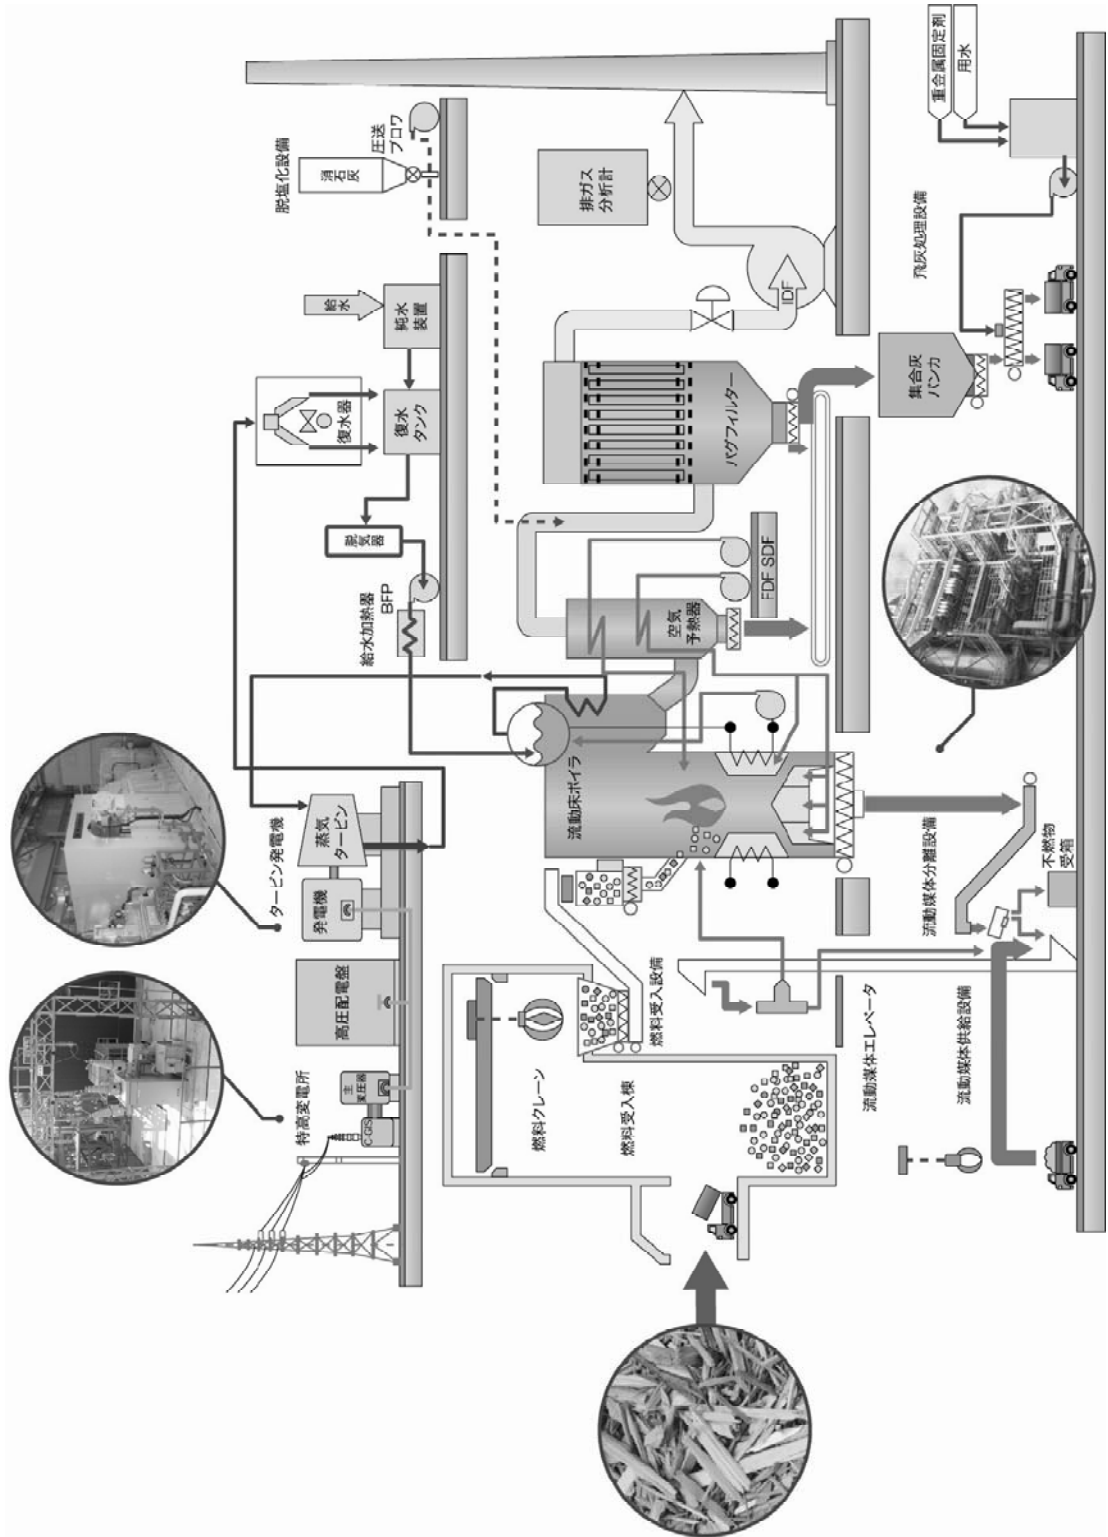 特高変電所
C-GIS
主
変圧器
高圧配電盤
タービン発電機
発電機
蒸気
タービン
給水加熱器
BFP
脱気器
復水器
復水
タンク
給水
純水
装置
脱塩化設備
消
石
灰
圧送
ブロワ
燃料クレーン
燃料受入棟
燃料受入設備
流動床ボイラ
空気
予熱器
FDF SDF
バグフィルター
IDF
排ガス
分析計
流動媒体エレベータ
流動媒体供給設備
流動媒体分離設備
不燃物
受箱
集合灰
バンカ
飛灰処理設備
重金属固定剤
用水